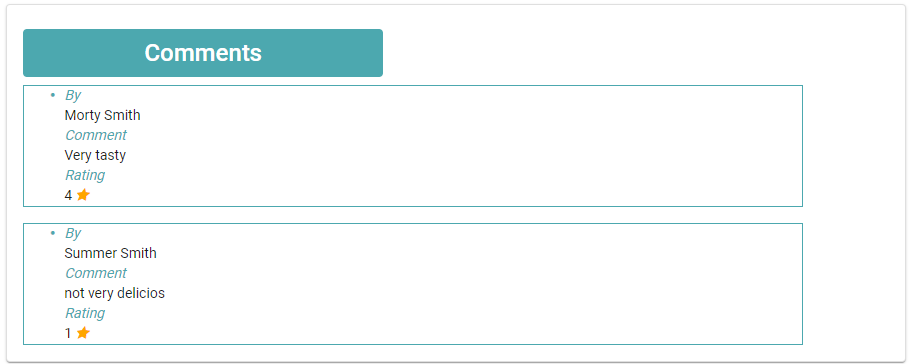 Comments
• By
Morty Smith
Comment
Very tasty
Rating
4
• By
Summer Smith
Comment
not very delicios
Rating
1